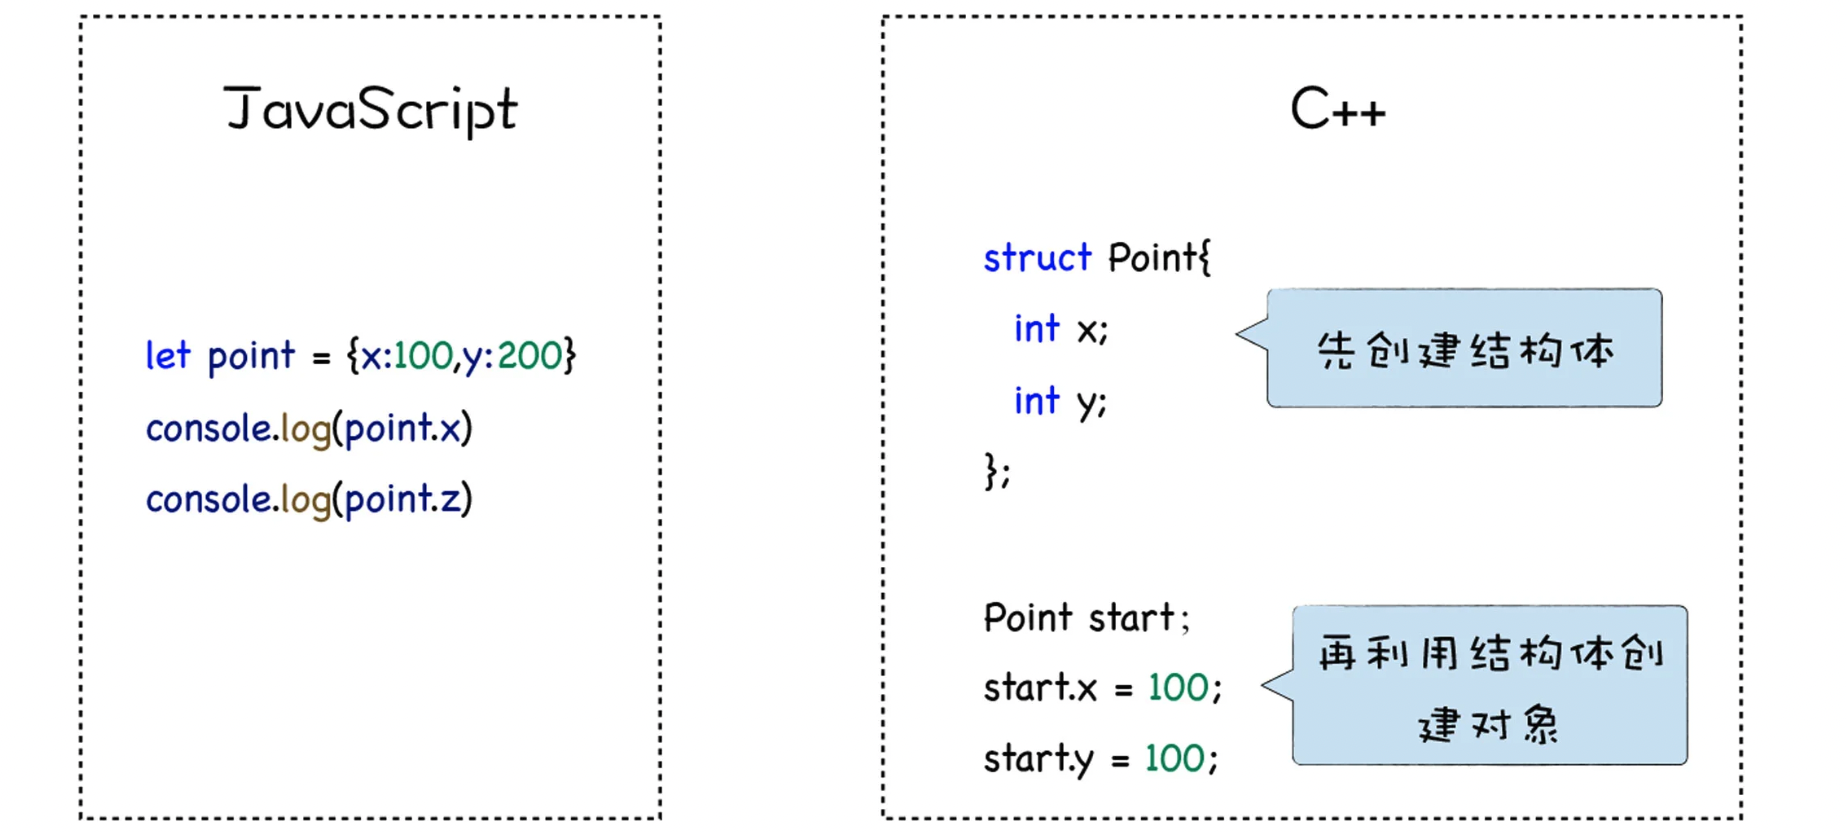 JavaScript
let point = {x:100,y:200}
console.log(point.x)
console.log(point.z)
C++
struct Point{
int x;
int y;
};
先创建结构体
Point start;
start.x = 100;
start.y = 100;
再利用结构体创
建对象